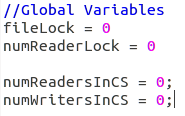 //Global Variables
fileLock = 0
numReaderLock = 0
numReadersInCS = 0;
numWritersInCS = 0;